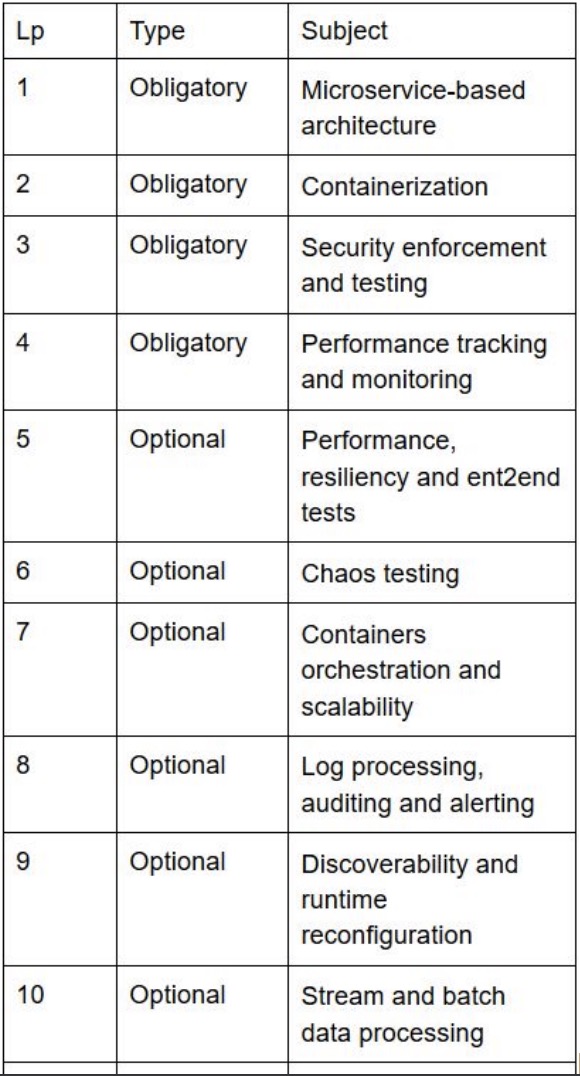 Lp Type Subject
1 Obligatory Microservice-based
architecture
2 Obligatory Containerization
3 Obligatory Security enforcement
and testing
4 Obligatory Performance tracking
and monitoring
5 Optional Performance,
resiliency and ent2end
tests
6 Optional Chaos testing
7 Optional Containers
orchestration and
scalability
8 Optional Log processing,
auditing and alerting
9 Optional Discoverability and
runtime
reconfiguration
10 Optional Stream and batch
data processing